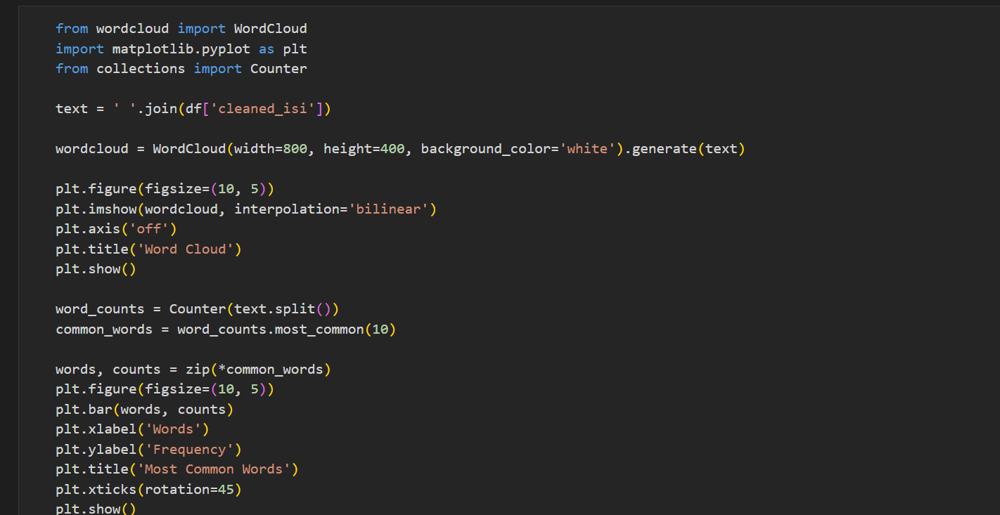 from wordcloud import WordCloud
import matplotlib.pyplot as plt
from collections import Counter
text = ' '.join(df['cleaned_isi'])
wordcloud = WordCloud(width=800, height=400, background_color='white').generate(text)
plt.figure(figsize=(10, 5))
plt.imshow(wordcloud, interpolation='bilinear')
plt.axis('off')
plt.title('Word Cloud')
plt.show()
word_counts = Counter(text.split())
common_words = word_counts.most_common(10)
words, counts = zip(*common_words)
plt.figure(figsize=(10, 5))
plt.bar(words, counts)
plt.xlabel('Words')
plt.ylabel('Frequency')
plt.title('Most Common Words')
plt.xticks(rotation=45)
plt.show()